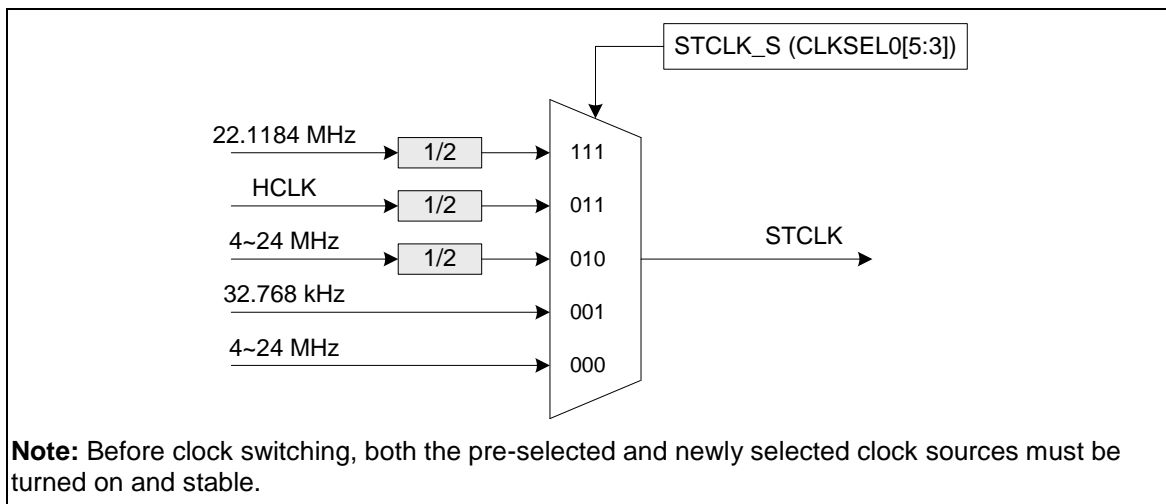 STCLK_S (CLKSEL0[5:3])
22.1184 MHz
1/2
111
HCLK
1/2
011
4~24 MHz
1/2
010
STCLK
32.768 kHz
001
4~24 MHz
000
Note: Before clock switching, both the pre-selected and newly selected clock sources must be
turned on and stable.